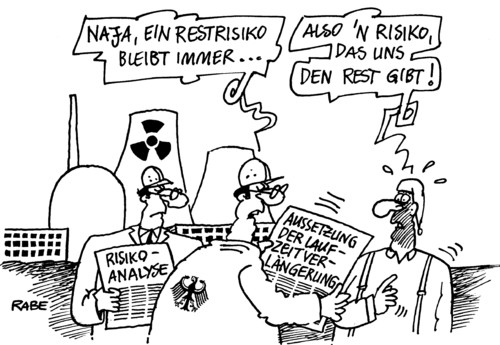 NAJA, EIN RESTRISIKO
BLEIBT IMMER...
ALSO 'N RISIKO,
DAS UNS
DEN REST GIBT!
RISIKO-
ANALYSE
AUSSETZUNG
DER LAUF-
ZEITVER-
LÄNGERUNG
RABE